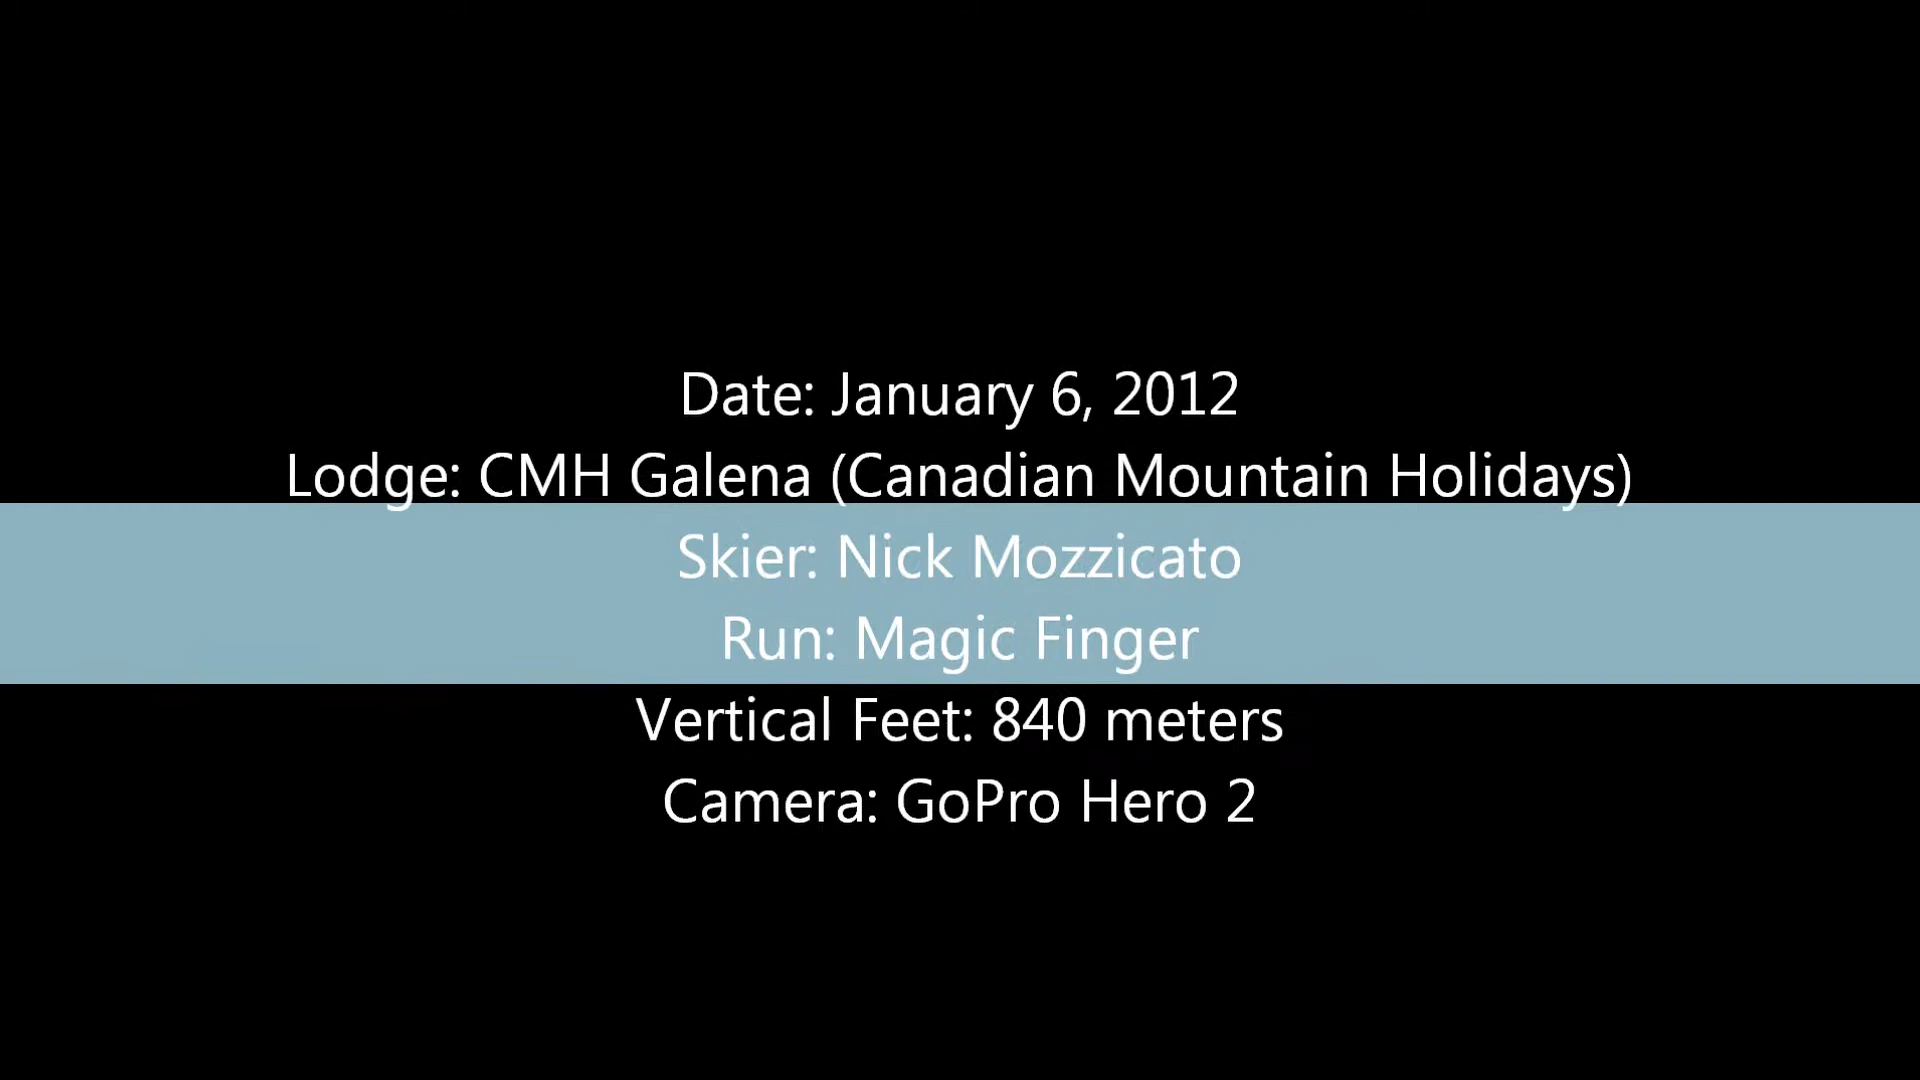 Date: January 6, 2012
Lodge: CMH Galena (Canadian Mountain Holidays)
Skier: Nick Mozzicato
Run: Magic Finger
Vertical Feet: 840 meters
Camera: GoPro Hero 2